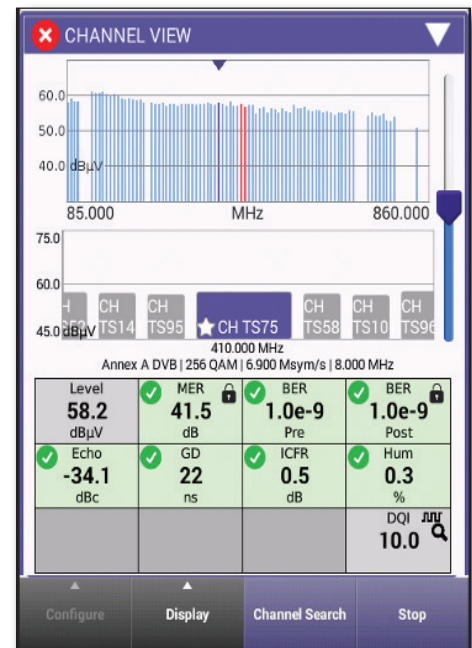 CHANNEL VIEW
60.0
50.0
40.0 dBµV
85.000 MHz 860.000
75.0
60.0
45.0 dBµV
CH TS14
CH TS95
CH TS75
CH TS58
CH TS10
CH TS96
410.000 MHz
Annex A DVB | 256 QAM | 6.900 Msym/s | 8.000 MHz
Level MER BER BER
58.2 41.5 1.0e-9 1.0e-9
dBµV dB Pre Post
Echo GD ICFR Hum
-34.1 22 0.5 0.3
dBc ns dB %
DQI
10.0
Configure Display Channel Search Stop